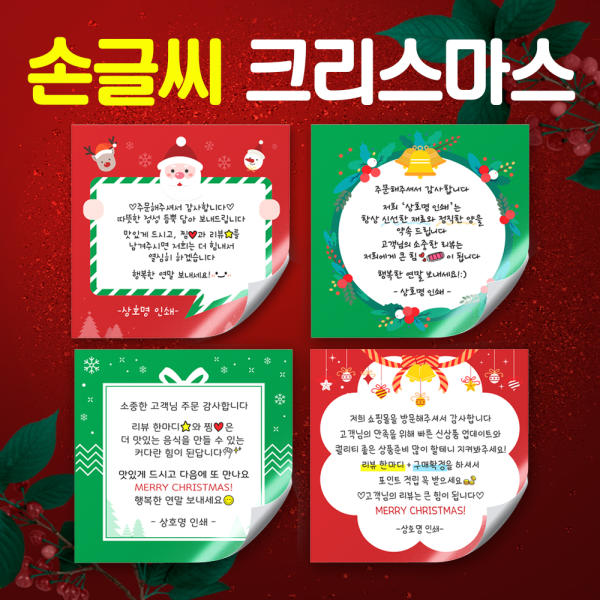 손글씨 크리스마스
♡주문해주셔서 감사합니다♡
따뜻한 정성 듬뿍 담아 보내드립니다
맛있게 드시고, 찜❤과 리뷰⭐를
남겨주시면 저희는 더 힘내서
열심히 하겠습니다
행복한 연말 보내세요!
-상호명 인쇄-
주문해주셔서 감사합니다
저희 '상호명 인쇄'는
항상 신선한 재료와 정직한 양을
약속 드립니다
고객님의 소중한 리뷰는
저희에게 큰 힘이 됩니다
행복한 연말 보내세요!:)
- 상호명 인쇄 -
소중한 고객님 주문 감사합니다
리뷰 한마디⭐와 찜❤은
더 맛있는 음식을 만들 수 있는
커다란 힘이 된답니다
맛있게 드시고 다음에 또 만나요
MERRY CHRISTMAS!
행복한 연말 보내세요
- 상호명 인쇄 -
저희 쇼핑몰을 방문해주셔서 감사합니다
고객님의 만족을 위해 빠른 신상품 업데이트와
퀄리티 좋은 상품준비 많이 할테니 지켜봐주세요!
리뷰 한마디 + 구매확정을 하셔서
포인트 적립 꼭 받으세요
♡고객님의 리뷰는 큰 힘이 됩니다♡
MERRY CHRISTMAS!
-상호명 인쇄-